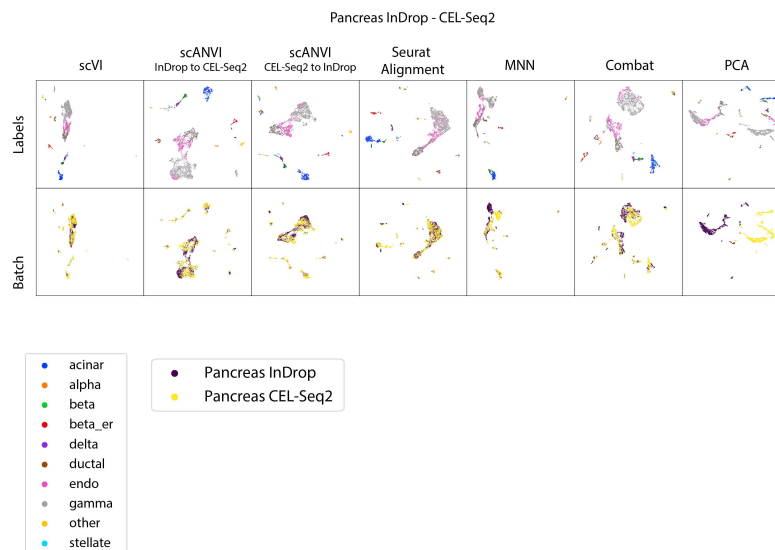 Pancreas InDrop - CEL-Seq2
scVI
scANVI
InDrop to CEL-Seq2
scANVI
CEL-Seq2 to InDrop
Seurat
Alignment
MNN
Combat
PCA
Labels
Batch
acinar
alpha
beta
beta_er
delta
ductal
endo
gamma
other
stellate
Pancreas InDrop
Pancreas CEL-Seq2